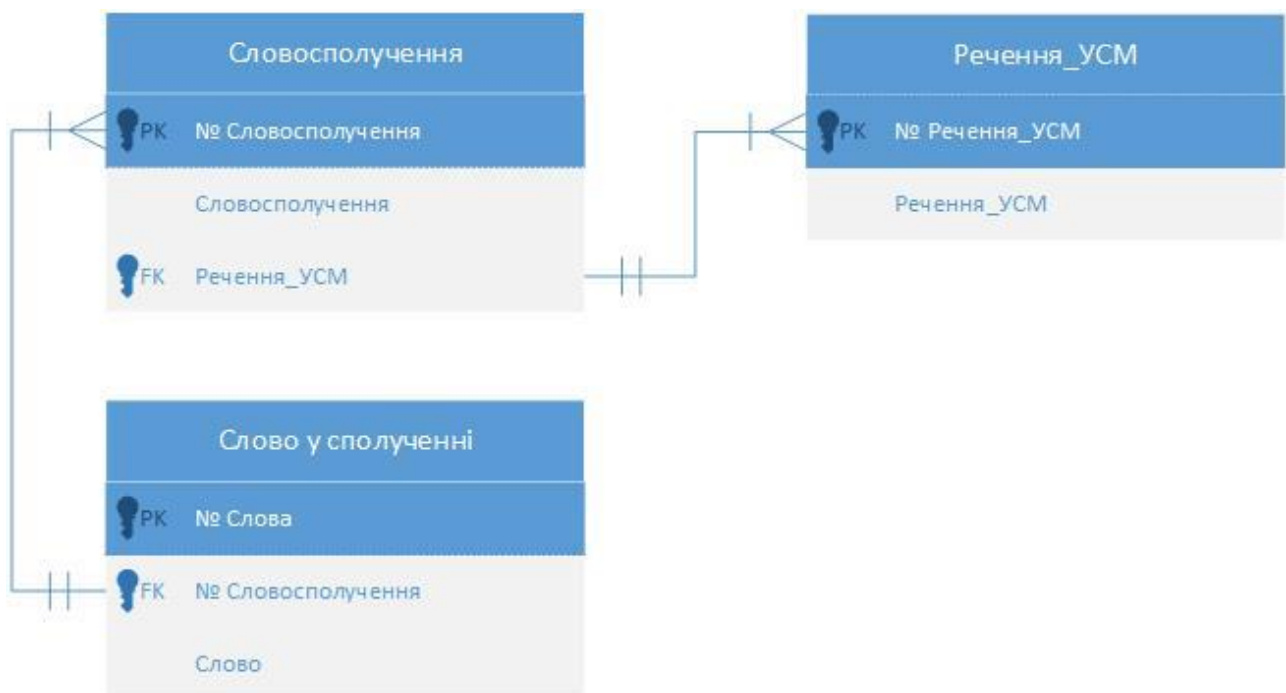 Словосполучення
PK № Словосполучення
Словосполучення
FK Речення_УСМ
Речення_УСМ
PK № Речення_УСМ
Речення_УСМ
Слово у сполученні
PK № Слова
FK № Словосполучення
Слово